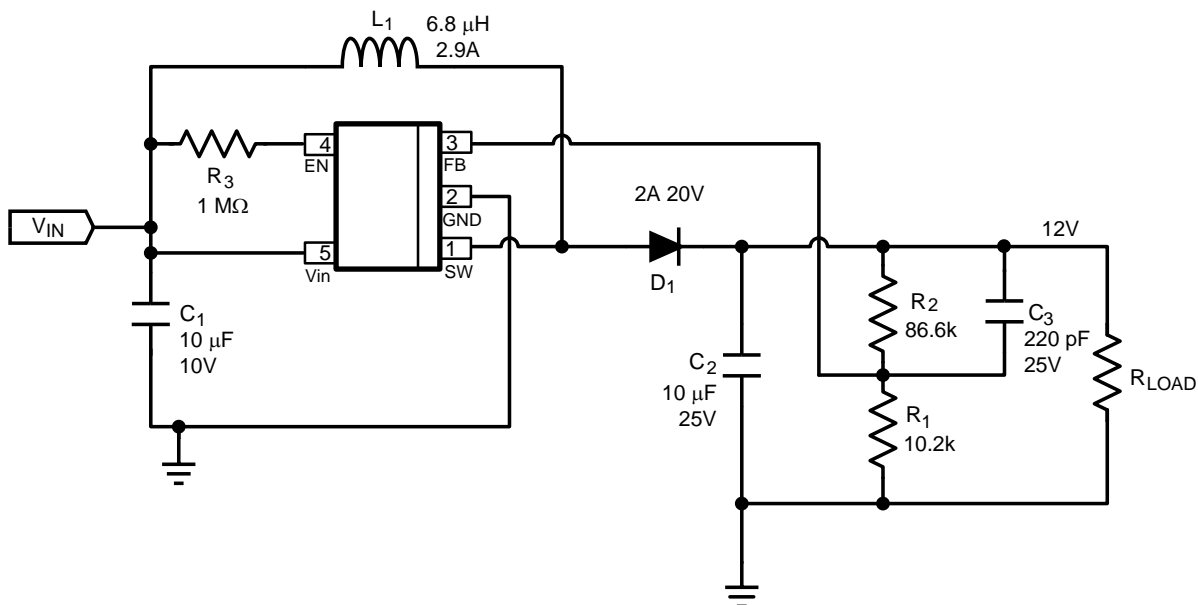 L1
6.8 μH
2.9A
4
EN
3
FB
R3
1 MΩ
2
GND
2A 20V
VIN
5
Vin
1
SW
12V
D1
C1
10 μF
10V
R2
86.6k
C3
220 pF
25V
C2
10 μF
25V
RLOAD
R1
10.2k